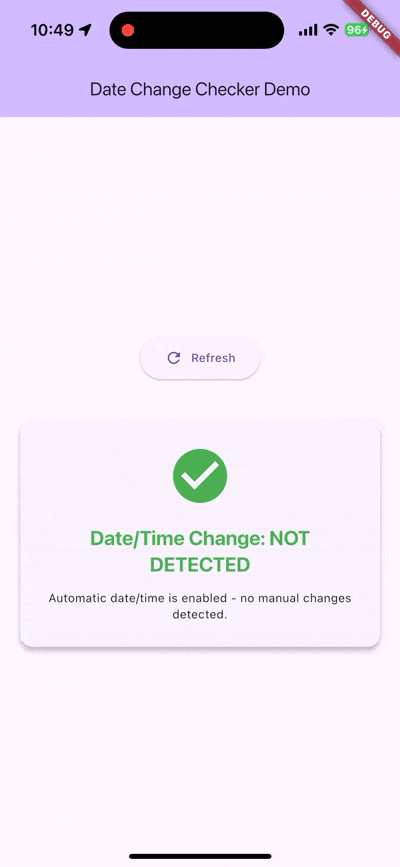 10:49
96
DEBUG
Date Change Checker Demo
Refresh
Date/Time Change: NOT
DETECTED
Automatic date/time is enabled - no manual changes
detected.